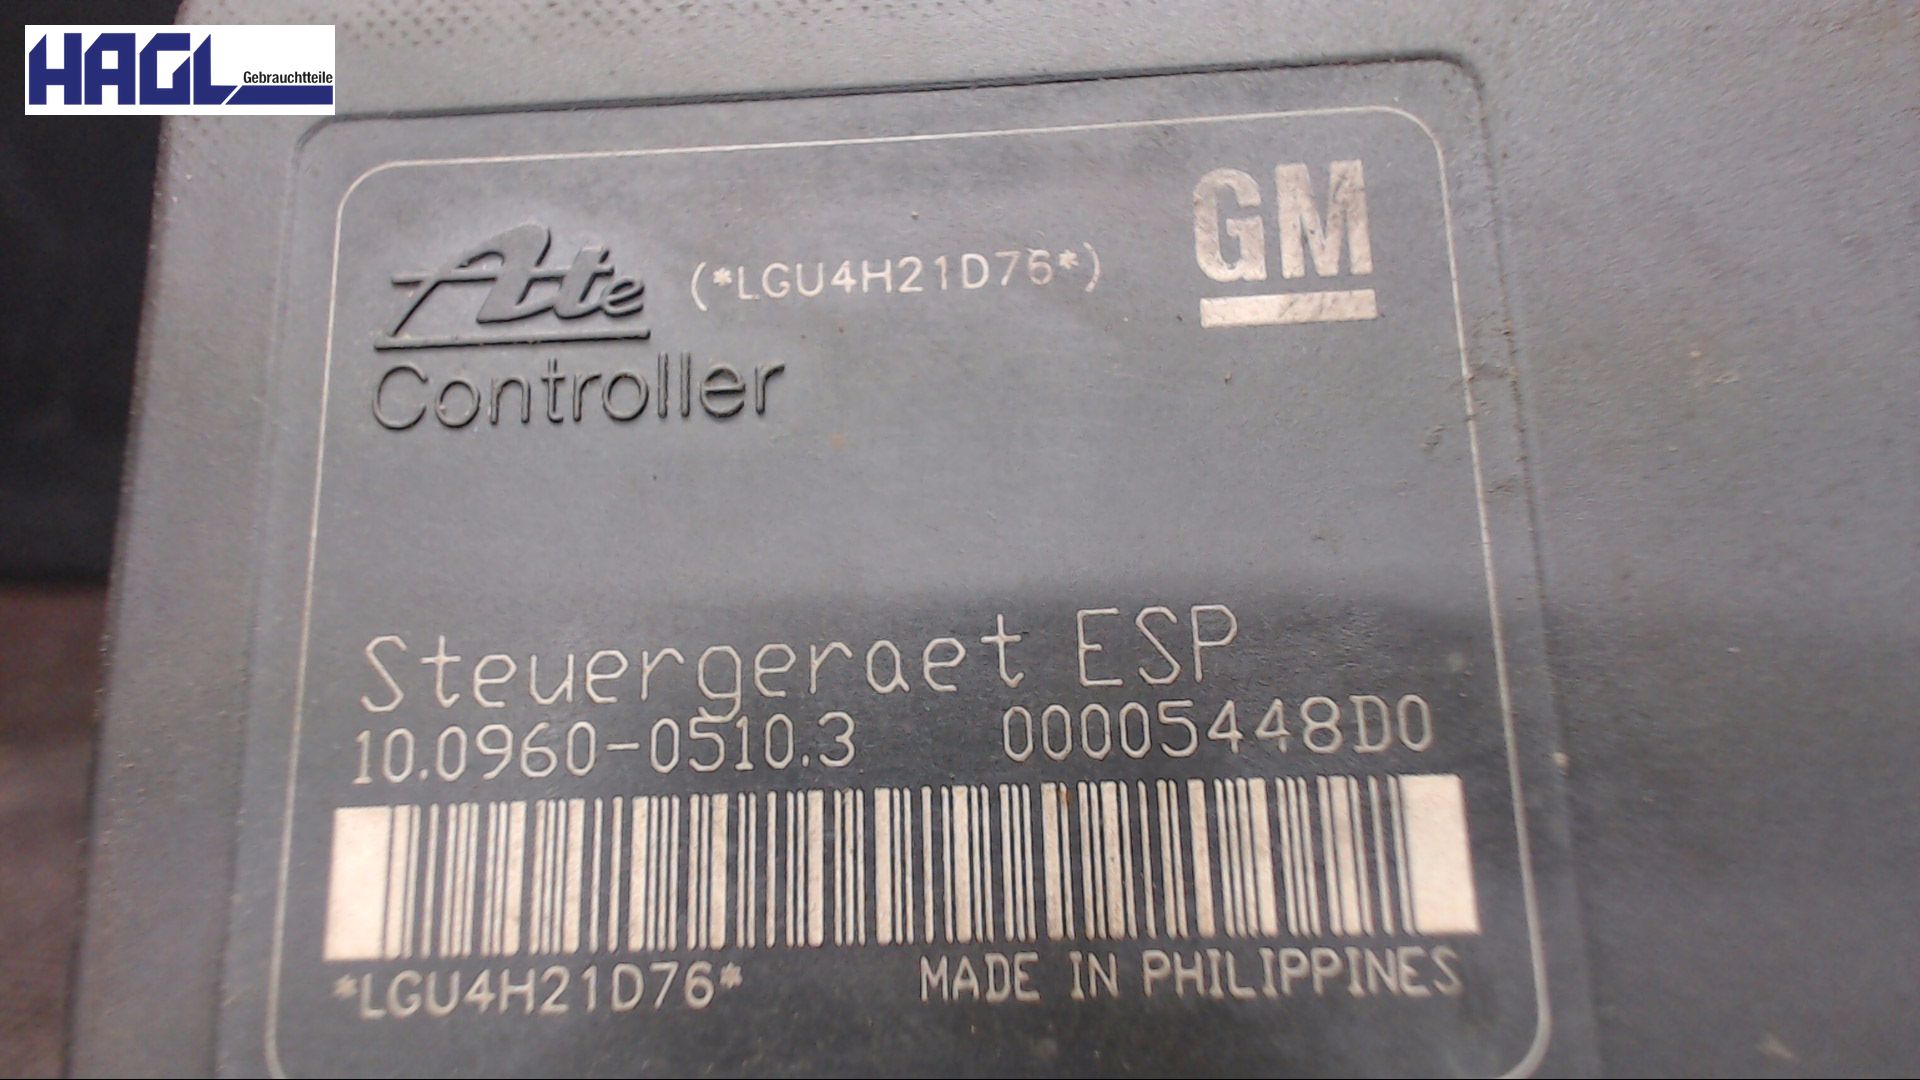 HAGL Gebrauchtteile
Ate (*LGU4H21D76*) GM
Controller
Steuergeraet ESP
10.0960-0510.3 00005448D0
*LGU4H21D76* MADE IN PHILIPPINES